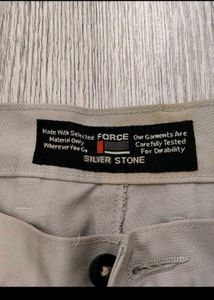 Made With Selected
Material Only
Wherever You Go
FORCE
SILVER STONE
Our Garments Are
Carefully Tested
For Durability